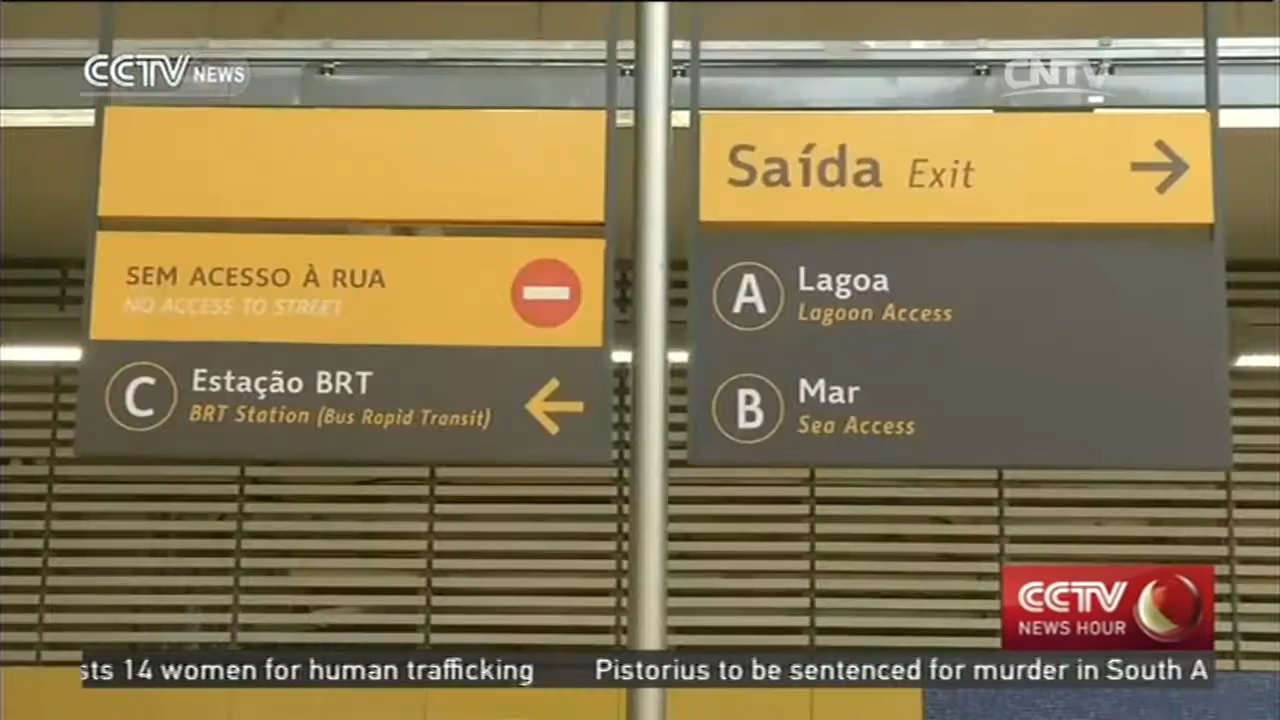 CCTV NEWS
CNTV
SEM ACESSO À RUA
NO ACCESS TO STREET
C Estação BRT
BRT Station (Bus Rapid Transit)
Saída Exit
A Lagoa
Lagoon Access
B Mar
Sea Access
CCTV
NEWS HOUR
sts 14 women for human trafficking Pistorius to be sentenced for murder in South A